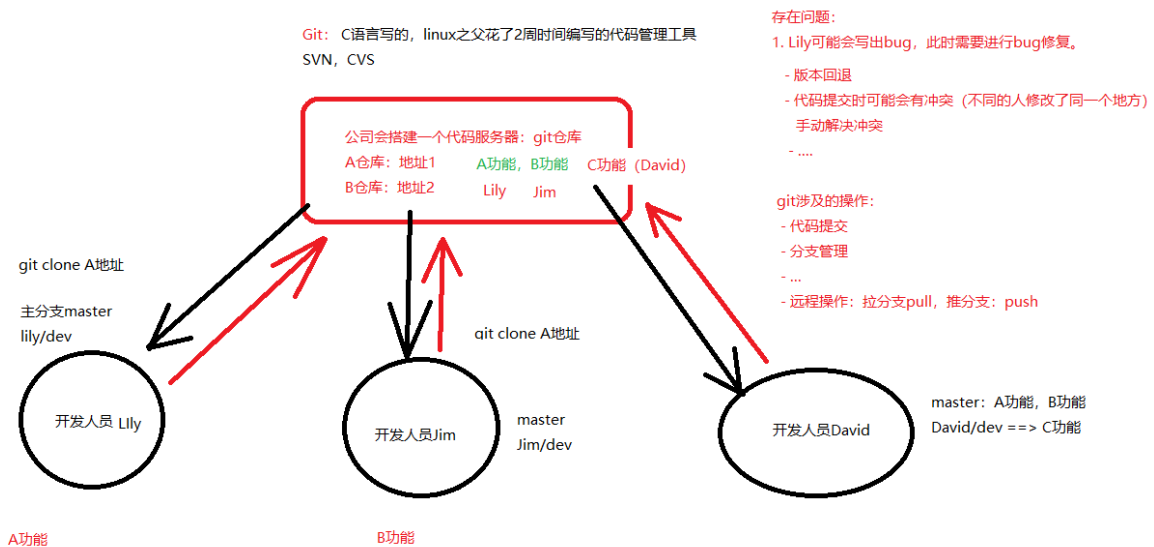 Git： C语言写的，linux之父花了2周时间编写的代码管理工具
SVN，CVS
公司会搭建一个代码服务器：git仓库
A仓库：地址1
A功能，B功能
C功能（David）
B仓库：地址2
Lily
Jim
存在问题：
1. Lily可能会写出bug，此时需要进行bug修复。
- 版本回退
- 代码提交时可能会有冲突（不同的人修改了同一个地方）
手动解决冲突
- ....
git涉及的操作：
- 代码提交
- 分支管理
- ...
- 远程操作：拉分支pull，推分支：push
git clone A地址
主分支master
lily/dev
开发人员 LIly
A功能
git clone A地址
开发人员Jim
master
Jim/dev
B功能
开发人员David
master：A功能，B功能
David/dev ==> C功能